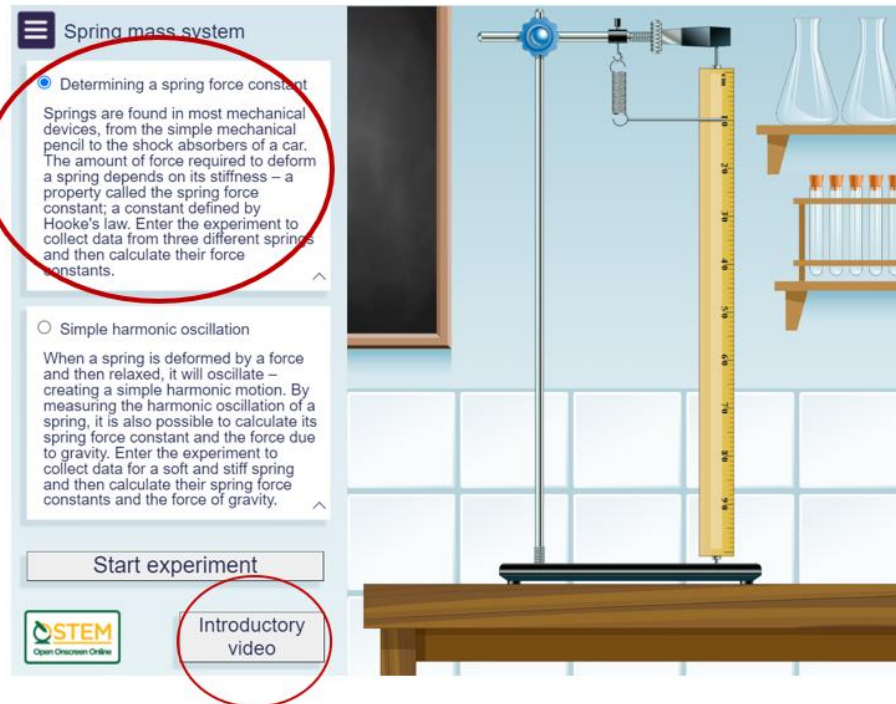 Spring mass system
Determining a spring force constant
Springs are found in most mechanical
devices, from the simple mechanical
pencil to the shock absorbers of a car.
The amount of force required to deform
a spring depends on its stiffness – a
property called the spring force
constant; a constant defined by
Hooke's law. Enter the experiment to
collect data from three different springs
and then calculate their force
constants.
Simple harmonic oscillation
When a spring is deformed by a force
and then relaxed, it will oscillate –
creating a simple harmonic motion. By
measuring the harmonic oscillation of a
spring, it is also possible to calculate its
spring force constant and the force due
to gravity. Enter the experiment to
collect data for a soft and stiff spring
and then calculate their spring force
constants and the force of gravity.
Start experiment
OSTEM
Open Onscreen Online
Introductory
video
10
20
30
40
50
60
70
80
90